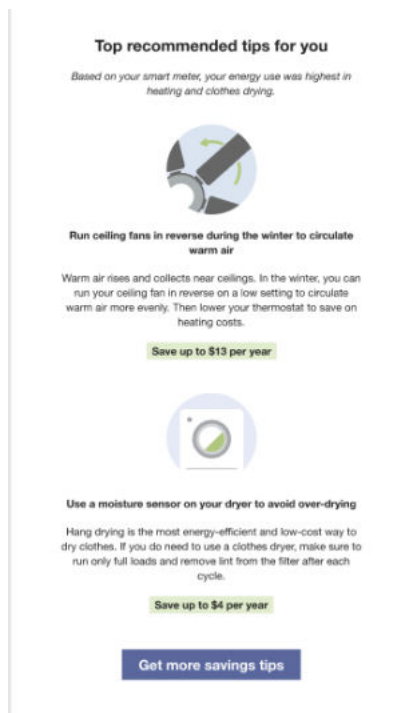 Top recommended tips for you
Based on your smart meter, your energy use was highest in
heating and clothes drying.
Run ceiling fans in reverse during the winter to circulate
warm air
Warm air rises and collects near ceilings. In the winter, you can
run your ceiling fan in reverse on a low setting to circulate
warm air more evenly. Then lower your thermostat to save on
heating costs.
Save up to $13 per year
Use a moisture sensor on your dryer to avoid over-drying
Hang drying is the most energy-efficient and low-cost way to
dry clothes. If you do need to use a clothes dryer, make sure to
run only full loads and remove lint from the filter after each
cycle.
Save up to $4 per year
Get more savings tips